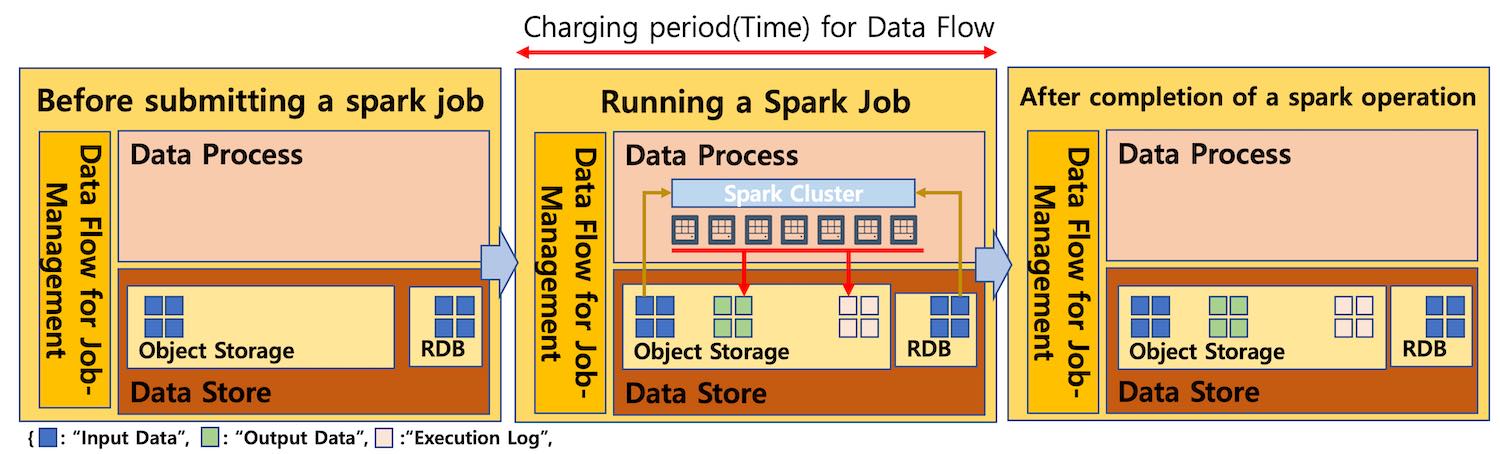 Charging period(Time) for Data Flow
Before submitting a spark job
Data Flow for Job-
Management
Data Process
Object Storage
RDB
Data Store
Running a Spark Job
Data Flow for Job-
Management
Data Process
Spark Cluster
Object Storage
RDB
Data Store
After completion of a spark operation
Data Flow for Job-
Management
Data Process
Object Storage
RDB
Data Store
{ : “Input Data”, : “Output Data”, :“Execution Log”,